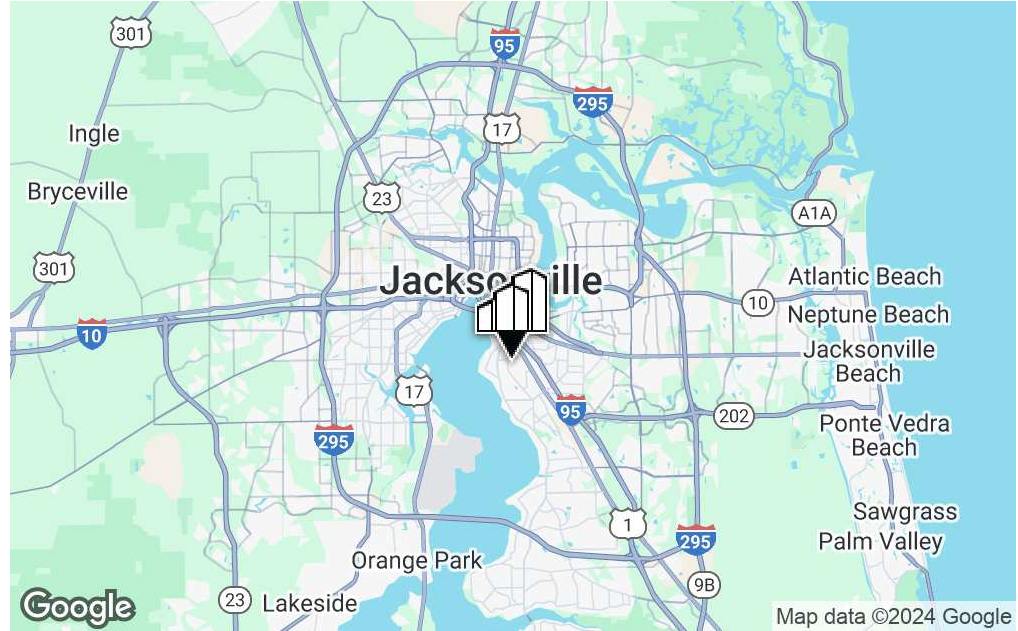 301
95
295
17
Ingle
Bryceville
23
A1A
301
Jacksonville
Atlantic Beach
10
Neptune Beach
10
Jacksonville
Beach
17
95
202
295
Ponte Vedra
Beach
1
Sawgrass
295
Palm Valley
Orange Park
9B
23
Lakeside
Google
Map data ©2024 Google